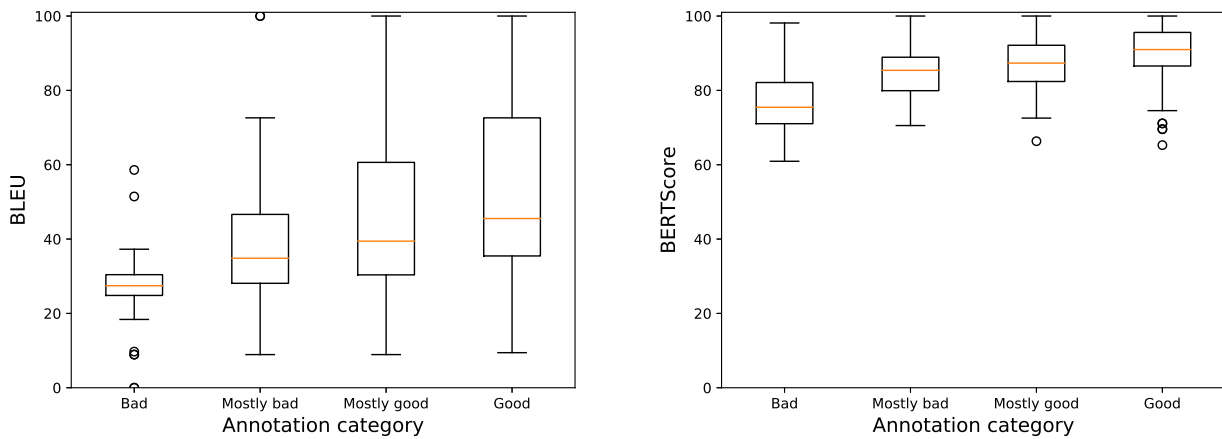 BLEU
100
80
60
40
20
0
Bad
Mostly bad
Mostly good
Good
Annotation category
BERTScore
100
80
60
40
20
0
Bad
Mostly bad
Mostly good
Good
Annotation category